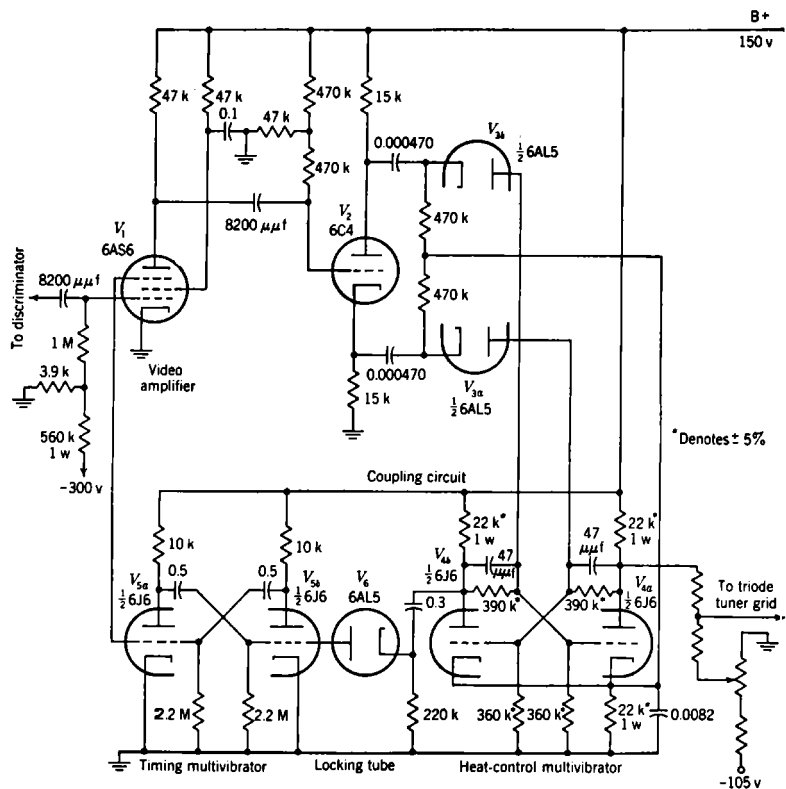 B+
150 v
47 k
47 k
0.1
47 k
470 k
470 k
15 k
0.000470
V3b
½ 6AL5
470 k
470 k
8200 μμf
V1
6AS6
V2
6C4
To discriminator
8200 μμf
1 M
3.9 k
560 k
1 w
-300 v
Video
amplifier
0.000470
15 k
V3a
½ 6AL5
*Denotes ± 5%
Coupling circuit
10 k
10 k
22 k*
1 w
22 k*
1 w
47
μμf
47
μμf
V5a
½ 6J6
0.5
0.5
V5b
½ 6J6
V6
6AL5
0.3
V4b
½ 6J6
390 k*
390 k*
V4a
½ 6J6
To triode
tuner grid
2.2 M
2.2 M
220 k
360 k*
360 k*
22 k*
1 w
0.0082
-105 v
Timing multivibrator
Locking tube
Heat-control multivibrator